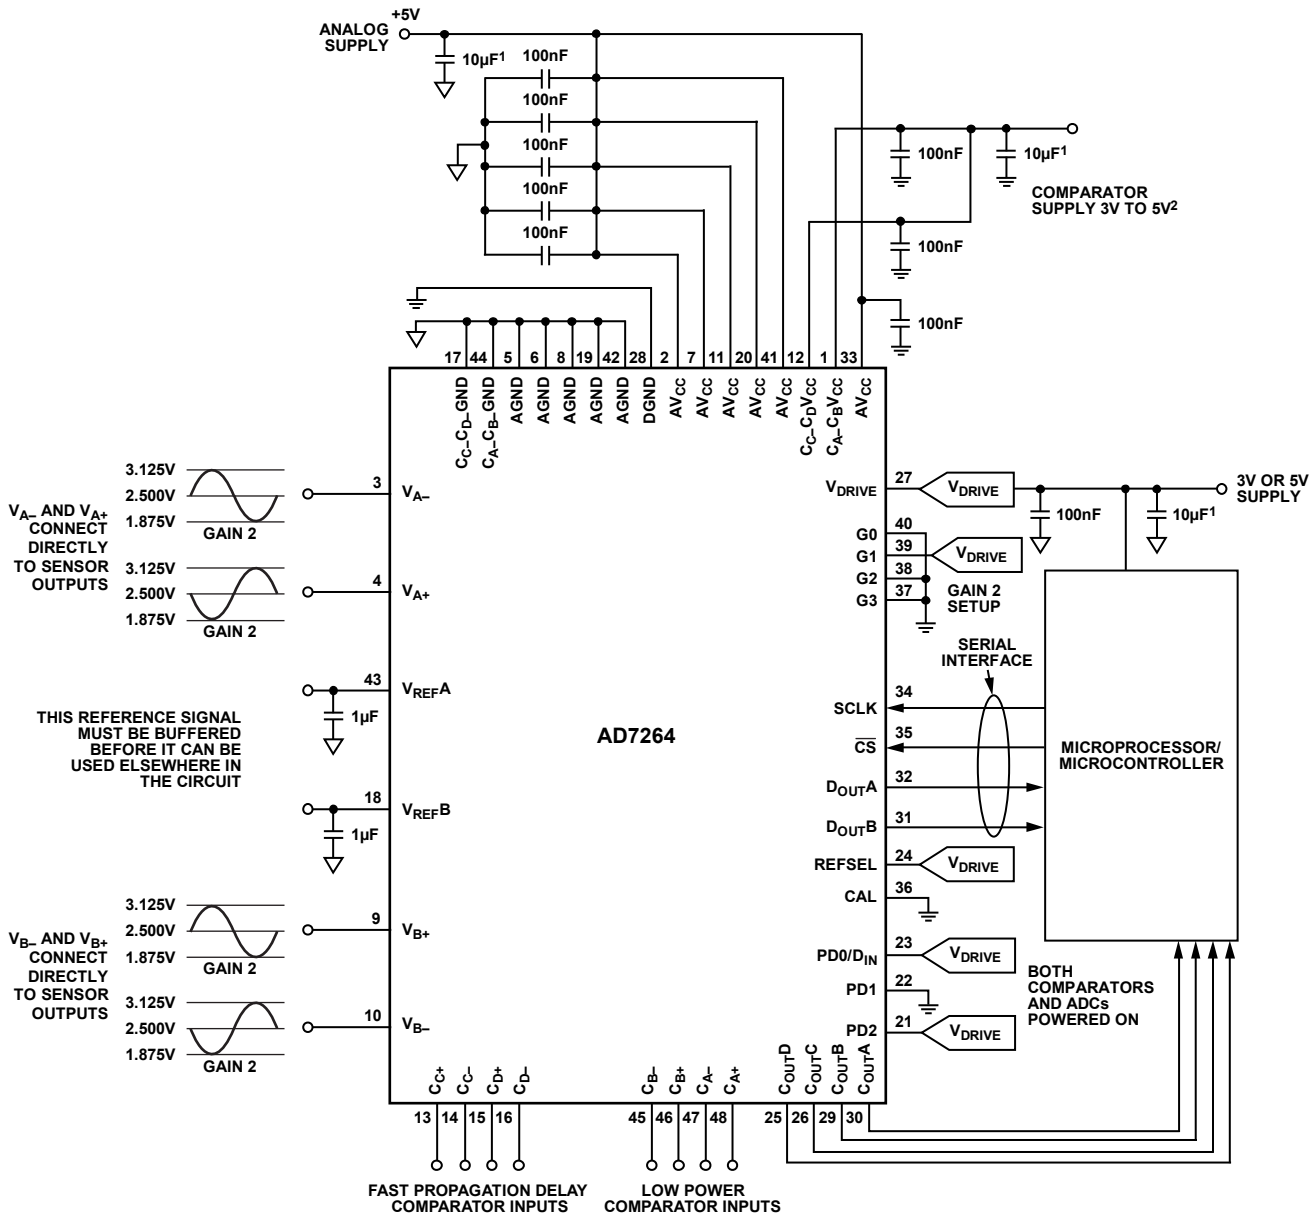 +5V
ANALOG
SUPPLY
10µF1
100nF
100nF
100nF
100nF
100nF
100nF
10µF1
COMPARATOR
SUPPLY 3V TO 5V2
100nF
100nF
17 44 5 6 8 19 42 28 2 7 11 20 41 12 1 33
CC–CD–GND
CA–CB–GND
AGND
AGND
AGND
AGND
AGND
DGND
AVCC
AVCC
AVCC
AVCC
AVCC
CC–CDVCC
CA–CBVCC
AVCC
3.125V
2.500V
1.875V
GAIN 2
3
VA–
VA– AND VA+
CONNECT
DIRECTLY
TO SENSOR
OUTPUTS
3.125V
2.500V
1.875V
GAIN 2
4
VA+
VDRIVE
27
VDRIVE
3V OR 5V
SUPPLY
100nF
10µF1
G0
40
G1
39
VDRIVE
G2
38
G3
37
GAIN 2
SETUP
43
VREFA
1µF
THIS REFERENCE SIGNAL
MUST BE BUFFERED
BEFORE IT CAN BE
USED ELSEWHERE IN
THE CIRCUIT
18
VREFB
1µF
AD7264
SERIAL
INTERFACE
SCLK
34
CS
35
DOUTA
32
DOUTB
31
MICROPROCESSOR/
MICROCONTROLLER
REFSEL
24
VDRIVE
CAL
36
3.125V
2.500V
1.875V
GAIN 2
9
VB+
VB– AND VB+
CONNECT
DIRECTLY
TO SENSOR
OUTPUTS
3.125V
2.500V
1.875V
GAIN 2
10
VB–
PD0/DIN
23
VDRIVE
PD1
22
PD2
21
VDRIVE
BOTH
COMPARATORS
AND ADCs
POWERED ON
CC+
CC–
CD+
CD–
CB–
CB+
CA–
CA+
COUTD
COUTC
COUTB
COUTA
13 14 15 16 45 46 47 48 25 26 29 30
FAST PROPAGATION DELAY
COMPARATOR INPUTS
LOW POWER
COMPARATOR INPUTS